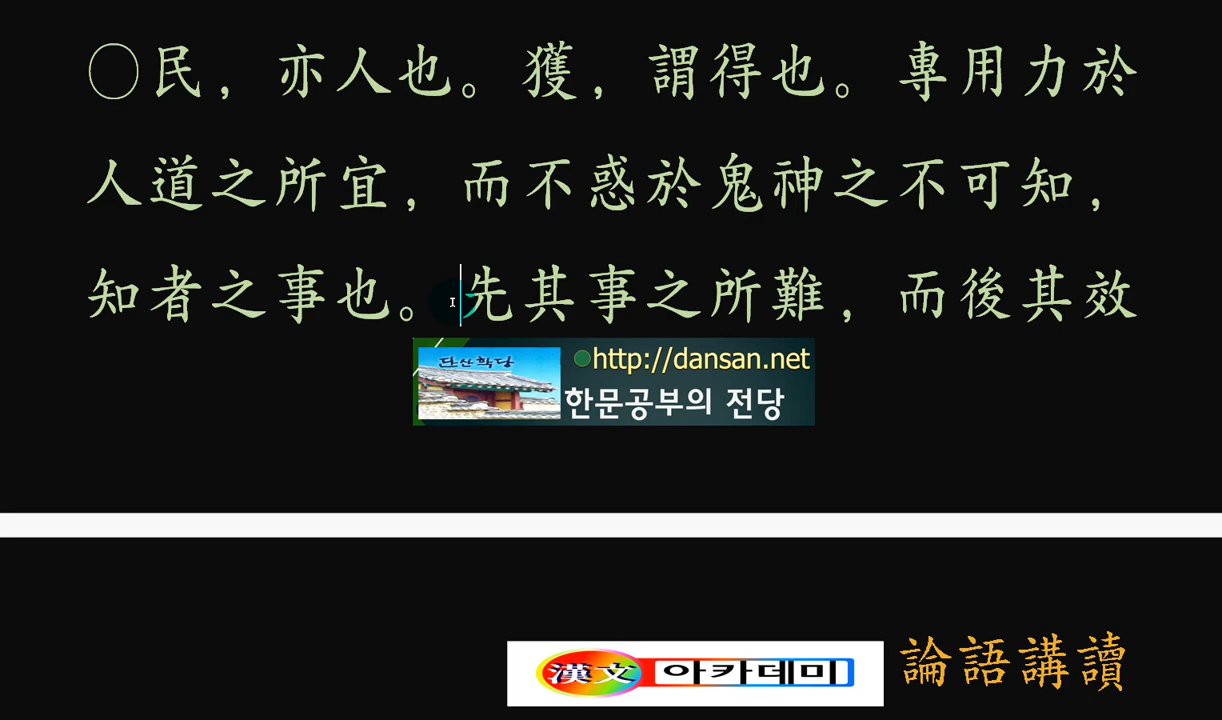 ○民，亦人也。獲，謂得也。專用力於
人道之所宜，而不惑於鬼神之不可知，
知者之事也。先其事之所難，而後其效
단산학당
http://dansan.net
한문공부의 전당
漢文 아카데미
論語講讀